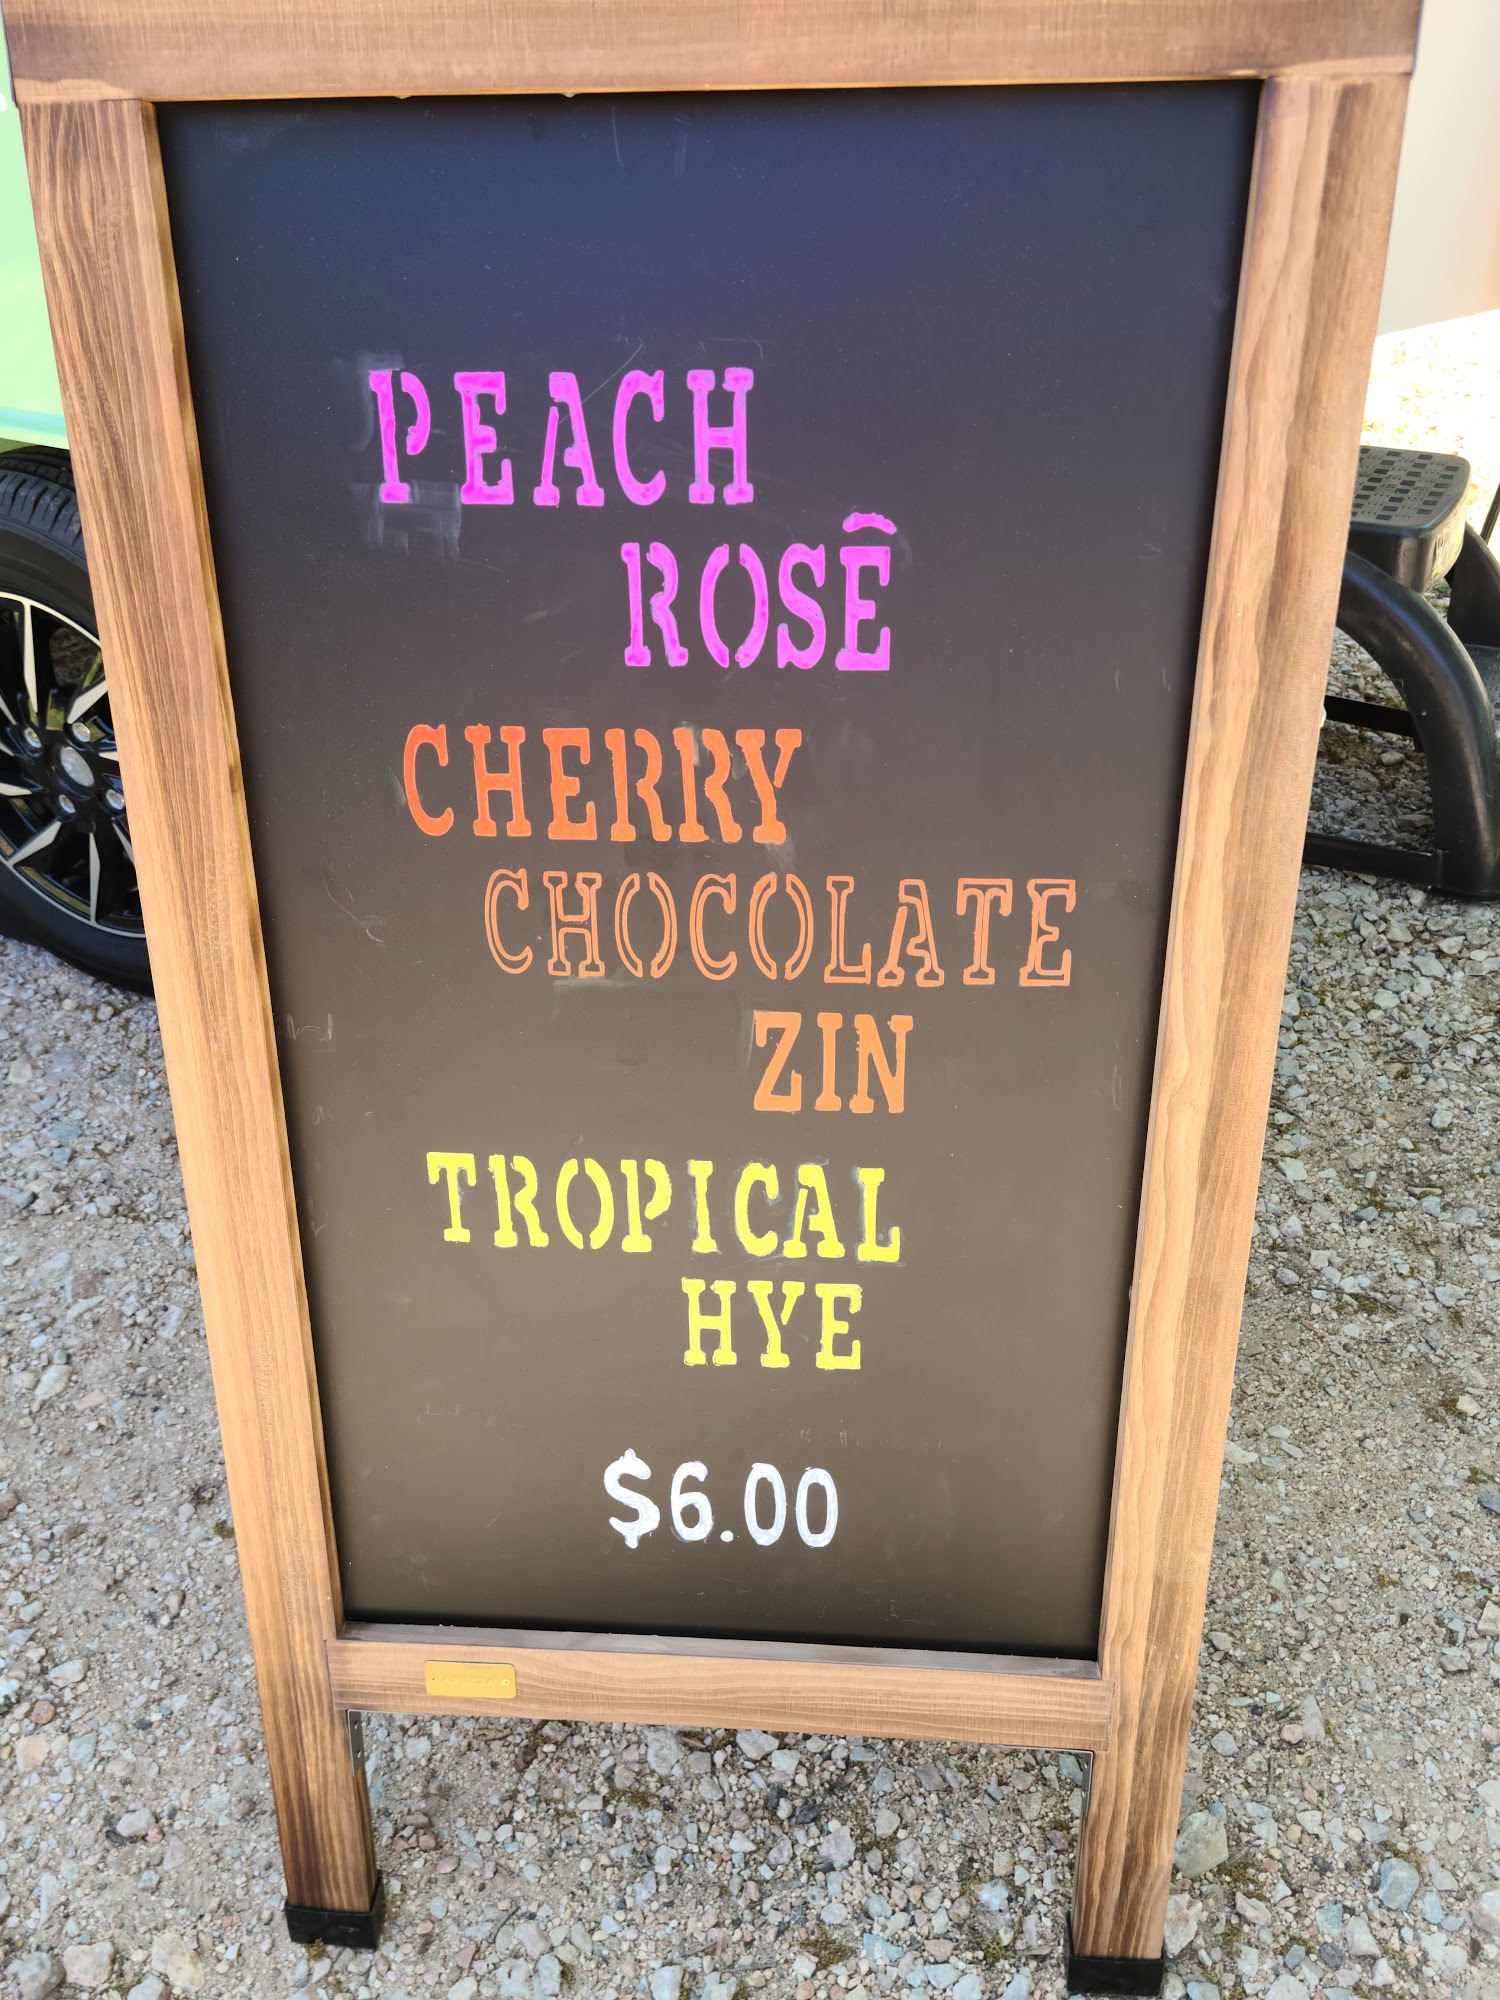 PEACH
ROSÊ
CHERRY
CHOCOLATE
ZIN
TROPICAL
HYE
$6.00